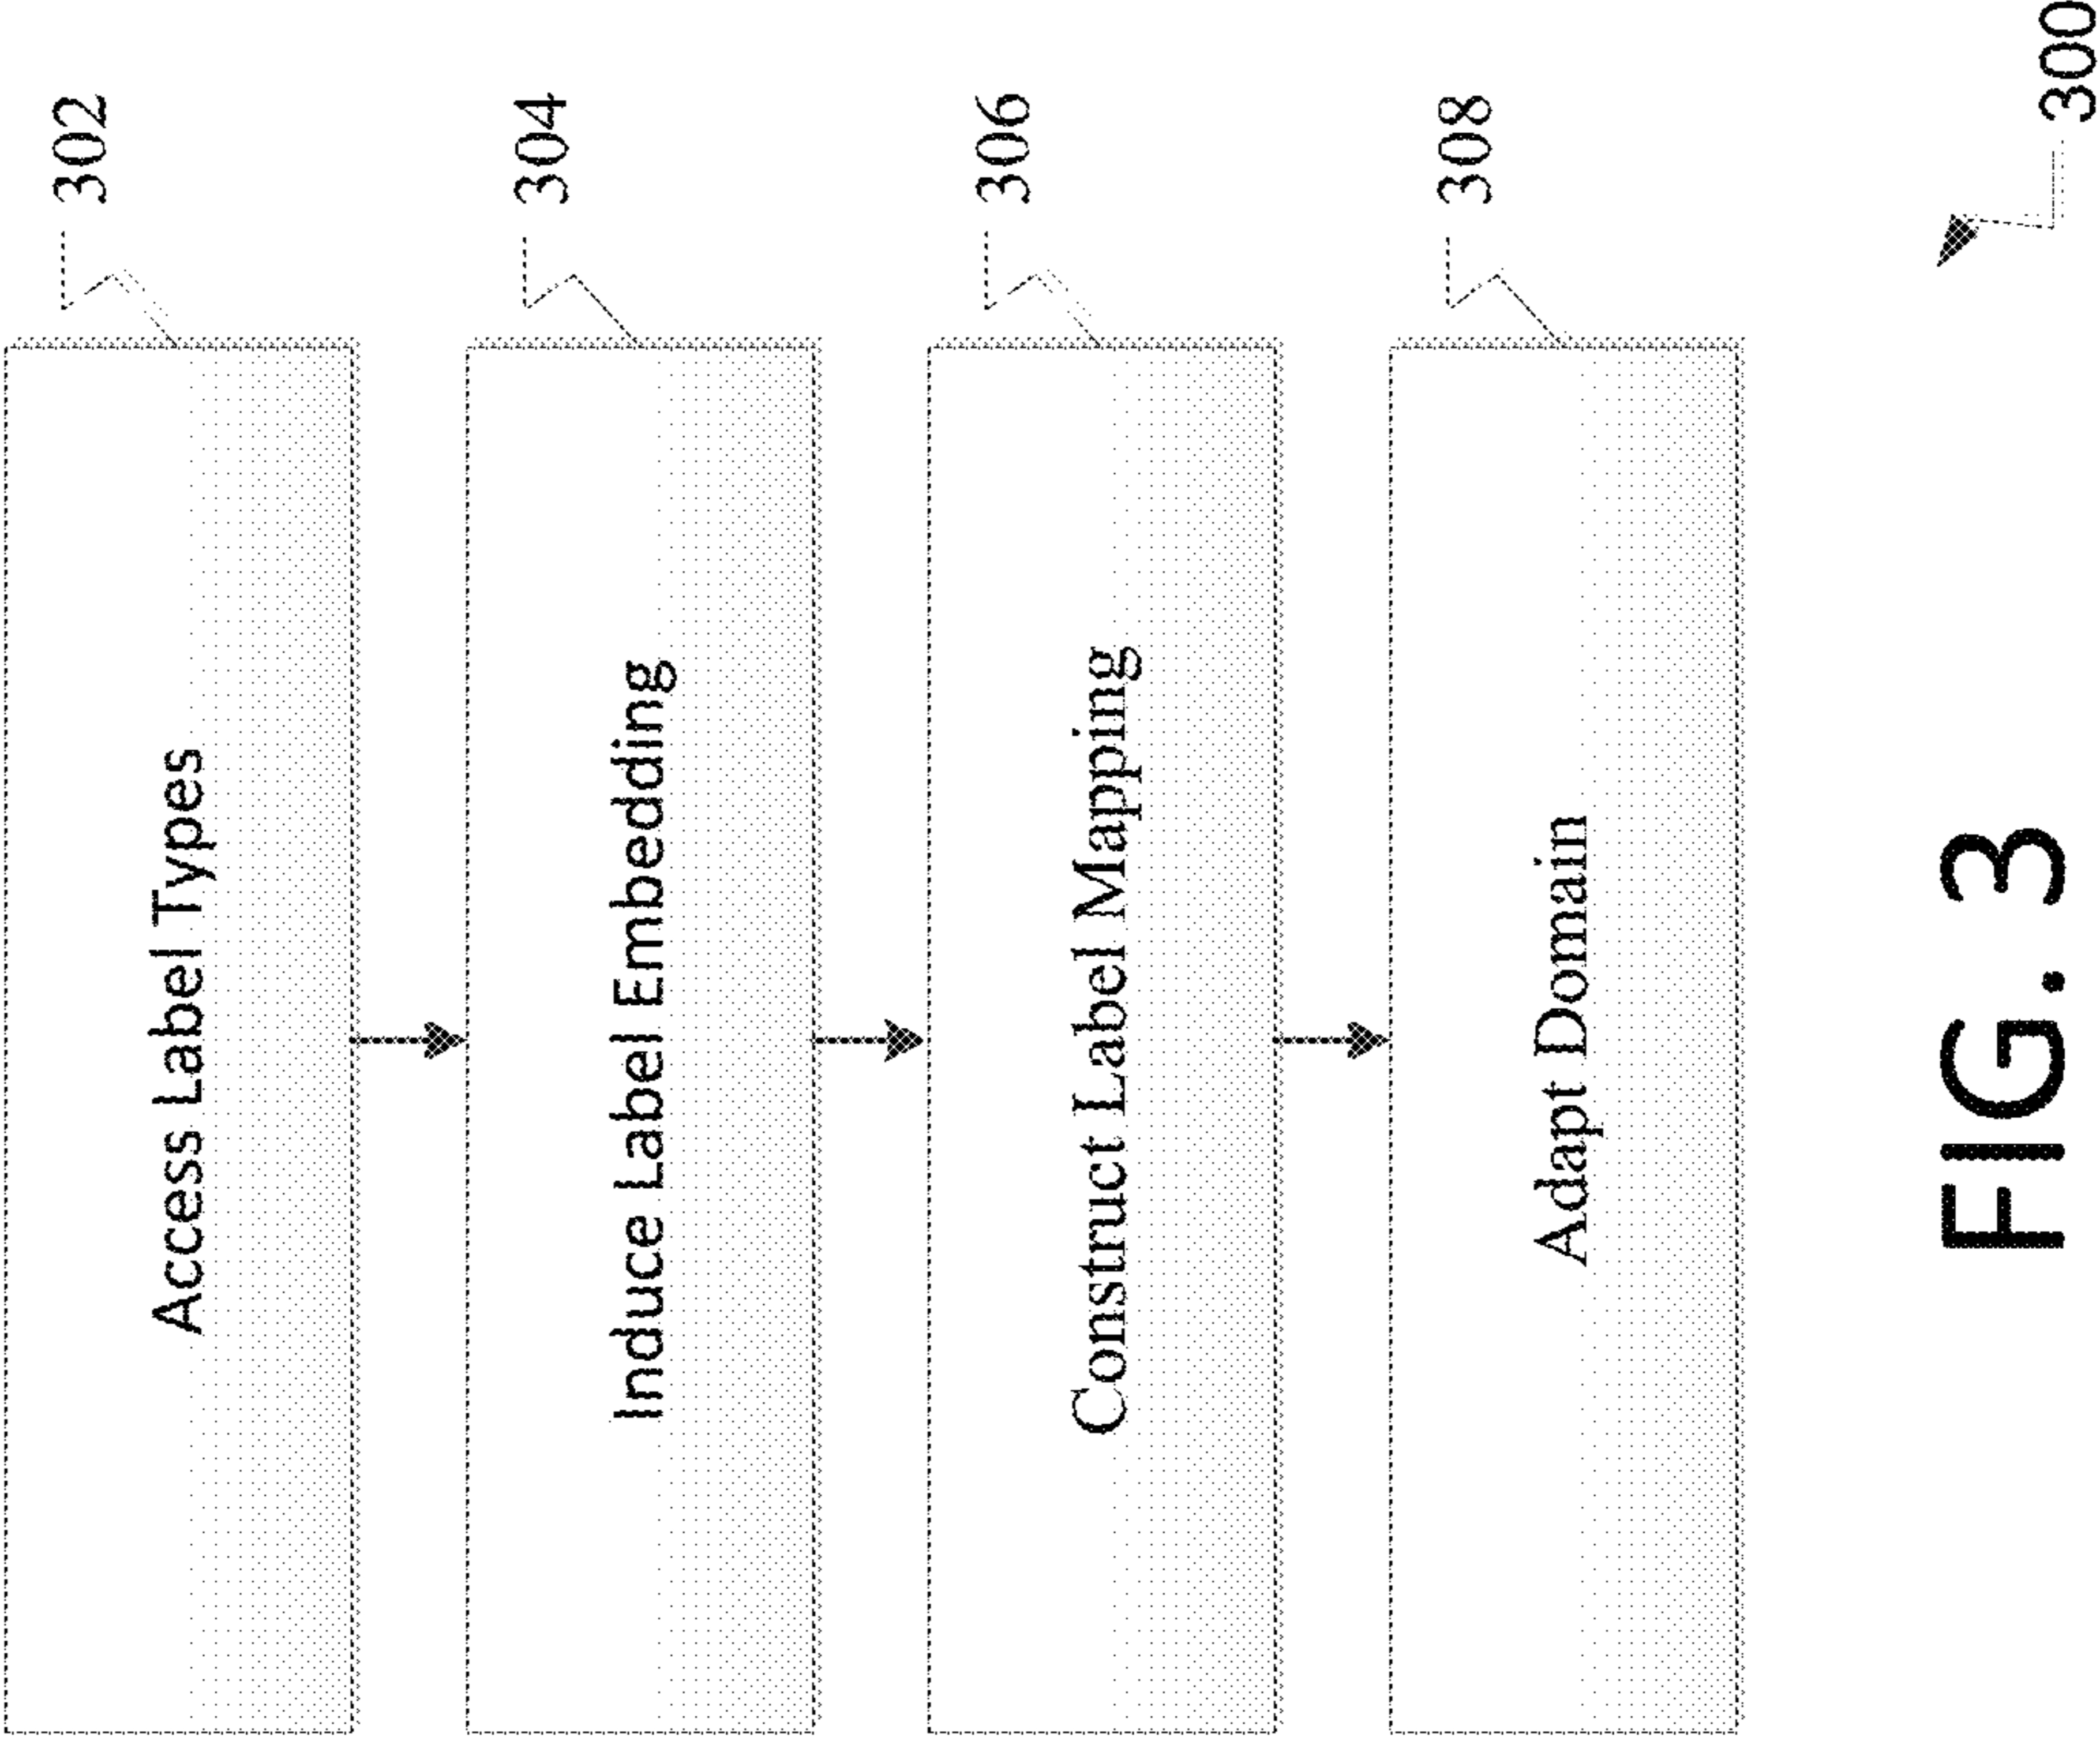 Access Label Types
302
Induce Label Embedding
304
Construct Label Mapping
306
Adapt Domain
308
FIG. 3
300